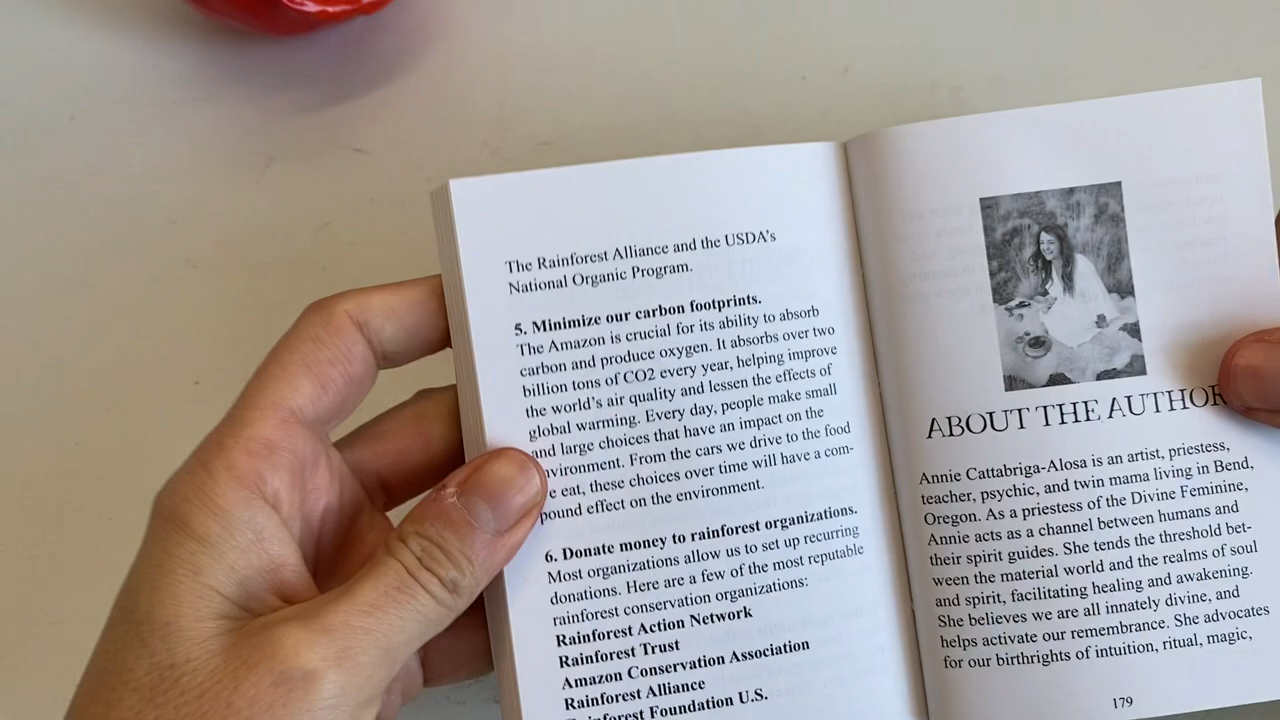 The Rainforest Alliance and the USDA's
National Organic Program.
5. Minimize our carbon footprints.
The Amazon is crucial for its ability to absorb
carbon and produce oxygen. It absorbs over two
billion tons of CO2 every year, helping improve
the world's air quality and lessen the effects of
global warming. Every day, people make small
and large choices that have an impact on the
nvironment. From the cars we drive to the food
e eat, these choices over time will have a com-
pound effect on the environment.
6. Donate money to rainforest organizations.
Most organizations allow us to set up recurring
donations. Here are a few of the most reputable
rainforest conservation organizations:
Rainforest Action Network
Rainforest Trust
Amazon Conservation Association
Rainforest Alliance
Rainforest Foundation U.S.
ABOUT THE AUTHOR
Annie Cattabriga-Alosa is an artist, priestess,
teacher, psychic, and twin mama living in Bend,
Oregon. As a priestess of the Divine Feminine,
Annie acts as a channel between humans and
their spirit guides. She tends the threshold bet-
ween the material world and the realms of soul
and spirit, facilitating healing and awakening.
She believes we are all innately divine, and
helps activate our remembrance. She advocates
for our birthrights of intuition, ritual, magic,
179